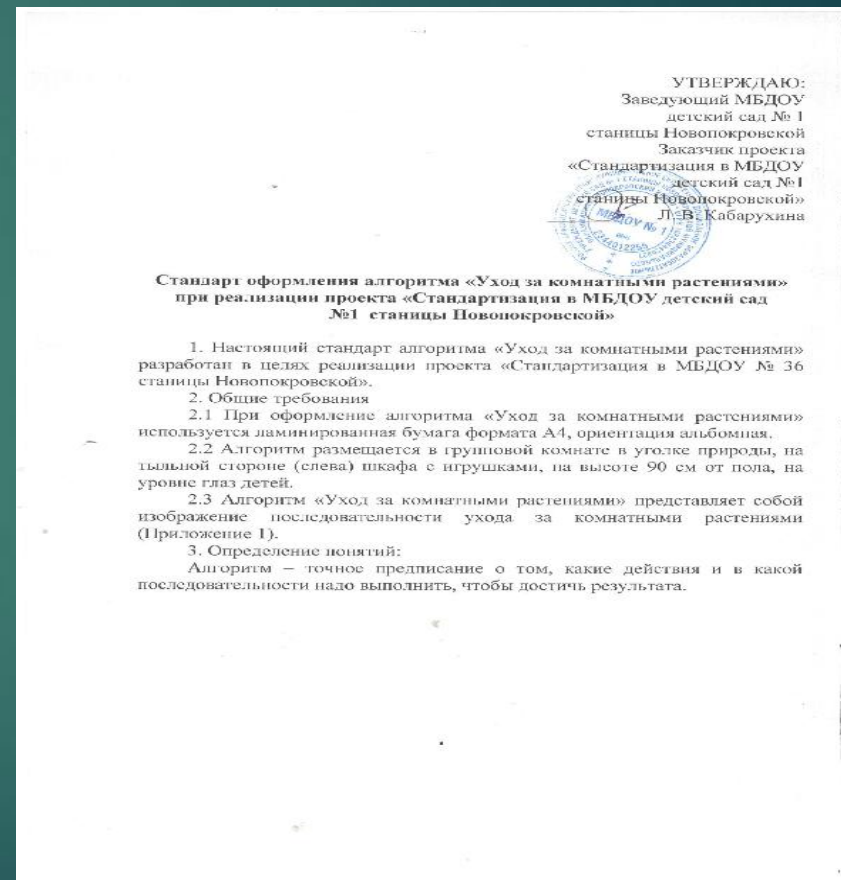 УТВЕРЖДАЮ:
Заведующий МБДОУ
детский сад № 1
станицы Новопокровской
Заказчик проекта
«Стандартизация в МБДОУ
детский сад №1
станицы Новопокровской»
Л. В. Кабарухина
МБДОУ № 1
Стандарт оформления алгоритма «Уход за комнатными растениями»
при реализации проекта «Стандартизация в МБДОУ детский сад
№1 станицы Новопокровской»
1. Настоящий стандарт алгоритма «Уход за комнатными растениями»
разработан в целях реализации проекта «Стандартизация в МБДОУ № 36
станицы Новопокровской».
2. Общие требования
2.1 При оформление алгоритма «Уход за комнатными растениями»
используется ламинированная бумага формата А4, ориентация альбомная.
2.2 Алгоритм размещается в групповой комнате в уголке природы, на
тыльной стороне (слева) шкафа с игрушками, на высоте 90 см от пола, на
уровне глаз детей.
2.3 Алгоритм «Уход за комнатными растениями» представляет собой
изображение последовательности ухода за комнатными растениями
(Приложение 1).
3. Определение понятий:
Алгоритм – точное предписание о том, какие действия и в какой
последовательности надо выполнить, чтобы достичь результата.